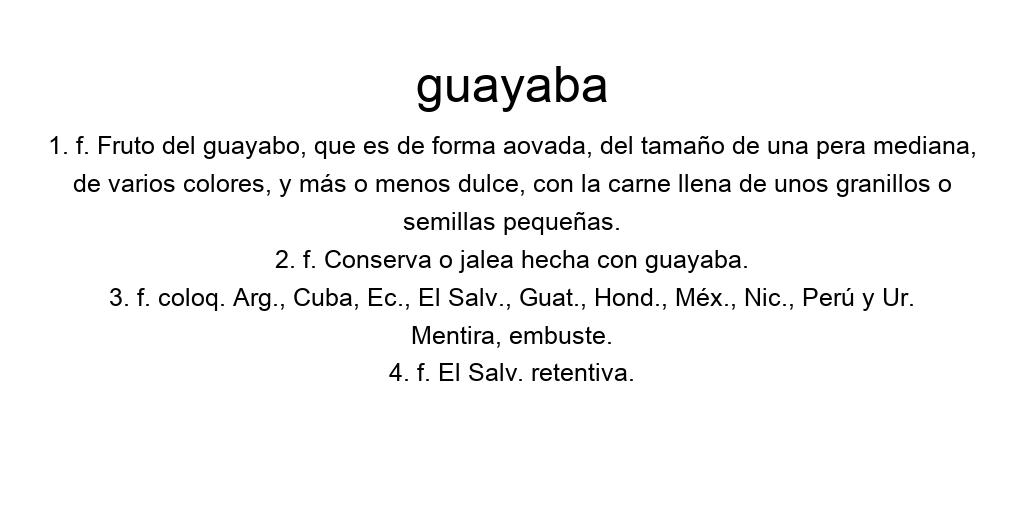 guayaba
1. f. Fruto del guayabo, que es de forma aovada, del tamaño de una pera mediana,
de varios colores, y más o menos dulce, con la carne llena de unos granillos o
semillas pequeñas.
2. f. Conserva o jalea hecha con guayaba.
3. f. coloq. Arg., Cuba, Ec., El Salv., Guat., Hond., Méx., Nic., Perú y Ur.
Mentira, embuste.
4. f. El Salv. retentiva.